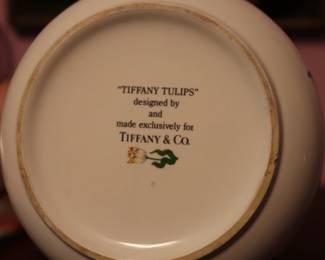 "TIFFANY TULIPS"
designed by
and
made exclusively for
TIFFANY & CO.